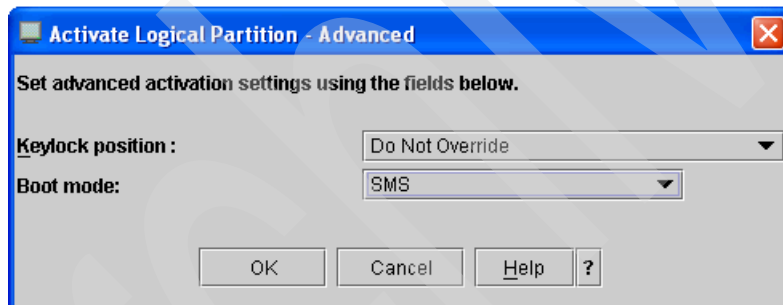 Activate Logical Partition - Advanced
Set advanced activation settings using the fields below.
Keylock position : Do Not Override
Boot mode: SMS
OK Cancel Help ?